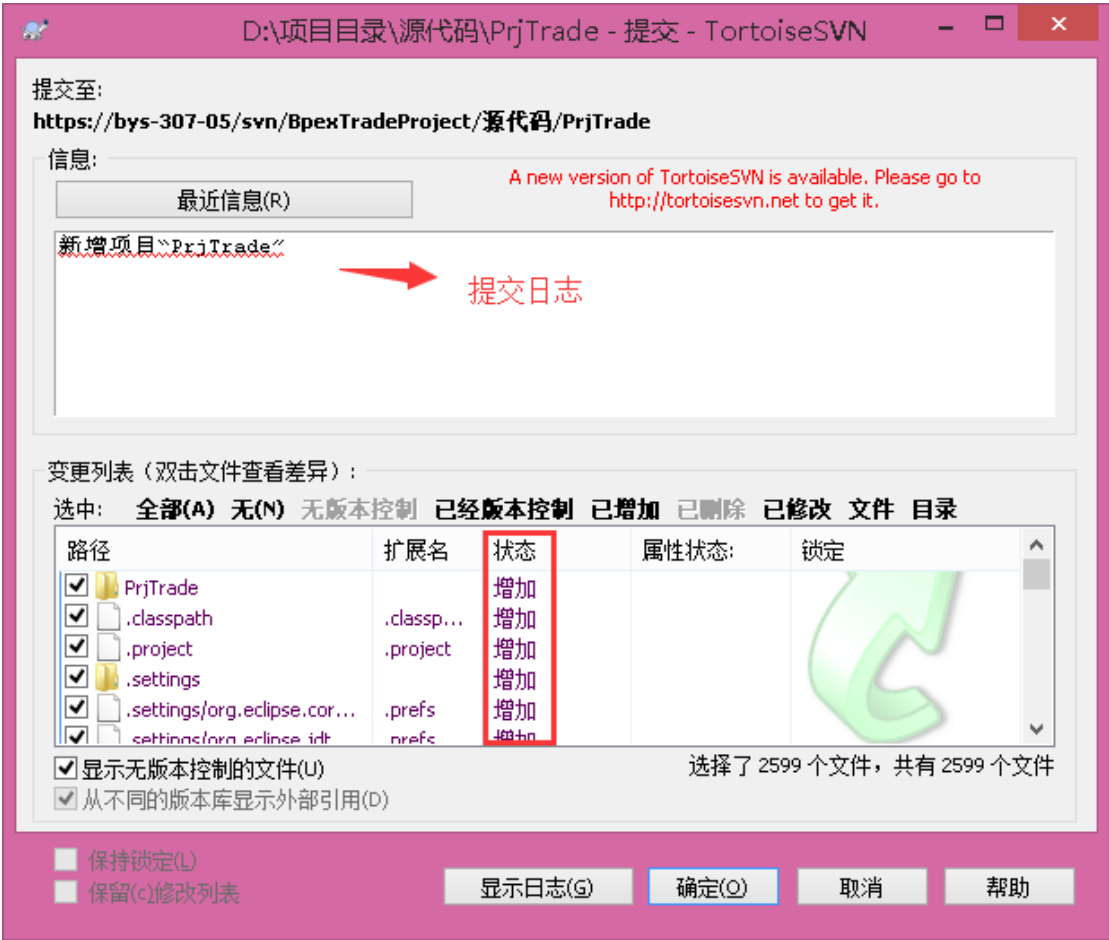 D:\项目目录\源代码\PrjTrade - 提交 - TortoiseSVN
提交至:
https://bys-307-05/svn/BpexTradeProject/源代码/PrjTrade
信息:
最近信息(R)
A new version of TortoiseSVN is available. Please go to
http://tortoisesvn.net to get it.
新增项目“PrjTrade”
提交日志
变更列表（双击文件查看差异）:
选中: 全部(A) 无(N) 无版本控制 已经版本控制 已增加 已删除 已修改 文件 目录
路径 扩展名 状态 属性状态: 锁定
PrjTrade 增加
.classpath .classp... 增加
.project .project 增加
.settings 增加
.settings/org.eclipse.cor... .prefs 增加
.settings/org.eclipse.jdt... .prefs 增加
显示无版本控制的文件(U) 选择了 2599 个文件，共有 2599 个文件
从不同的版本库显示外部引用(D)
保持锁定(L)
保留(c)修改列表
显示日志(G) 确定(O) 取消 帮助